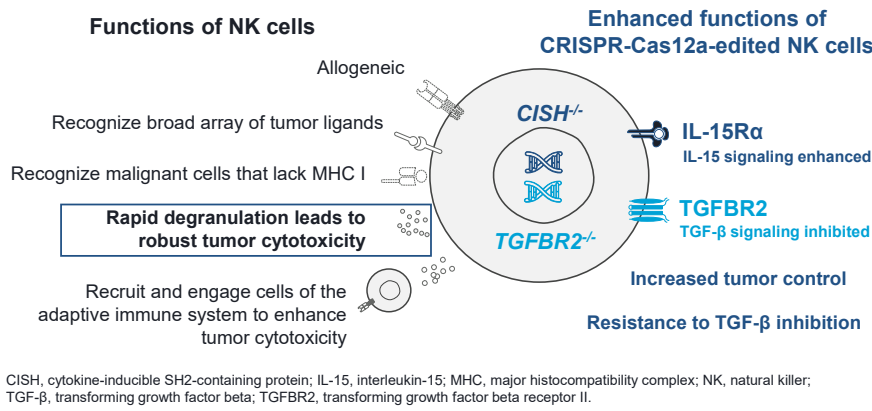 Functions of NK cells
Allogeneic
Recognize broad array of tumor ligands
Recognize malignant cells that lack MHC I
Rapid degranulation leads to
robust tumor cytotoxicity
Recruit and engage cells of the
adaptive immune system to enhance
tumor cytotoxicity
CISH-/-
TGFBR2-/-
Enhanced functions of
CRISPR-Cas12a-edited NK cells
IL-15Rα
IL-15 signaling enhanced
TGFBR2
TGF-β signaling inhibited
Increased tumor control
Resistance to TGF-β inhibition
CISH, cytokine-inducible SH2-containing protein; IL-15, interleukin-15; MHC, major histocompatibility complex; NK, natural killer;
TGF-β, transforming growth factor beta; TGFBR2, transforming growth factor beta receptor II.